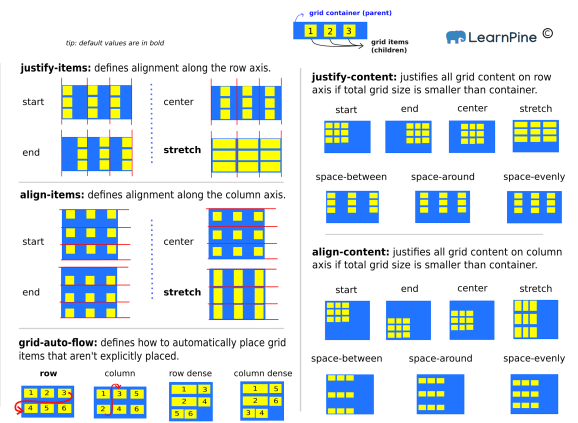 grid container (parent)
1 2 3
grid items
(children)
LearnPine ©
tip: default values are in bold
justify-items: defines alignment along the row axis.
start
center
end
stretch
align-items: defines alignment along the column axis.
start
center
end
stretch
grid-auto-flow: defines how to automatically place grid
items that aren't explicitly placed.
row
column
row dense
column dense
1 2 3
4 5 6
1 3 5
2 4 6
1 3
2 4
5 6
1 5
2 6
3 4
justify-content: justifies all grid content on row
axis if total grid size is smaller than container.
start
end
center
stretch
space-between
space-around
space-evenly
align-content: justifies all grid content on column
axis if total grid size is smaller than container.
start
end
center
stretch
space-between
space-around
space-evenly